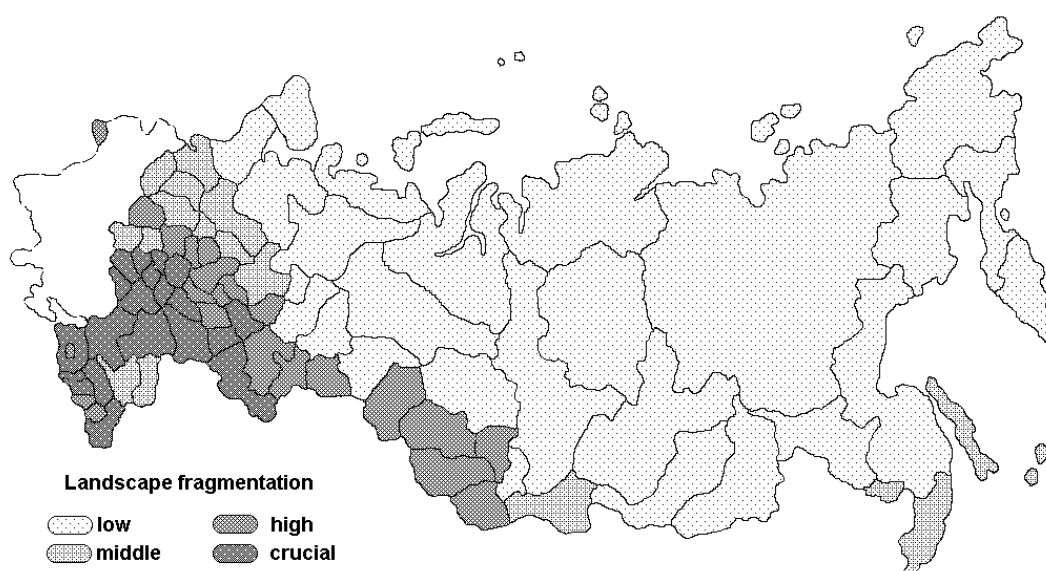 Landscape fragmentation
low
high
middle
crucial